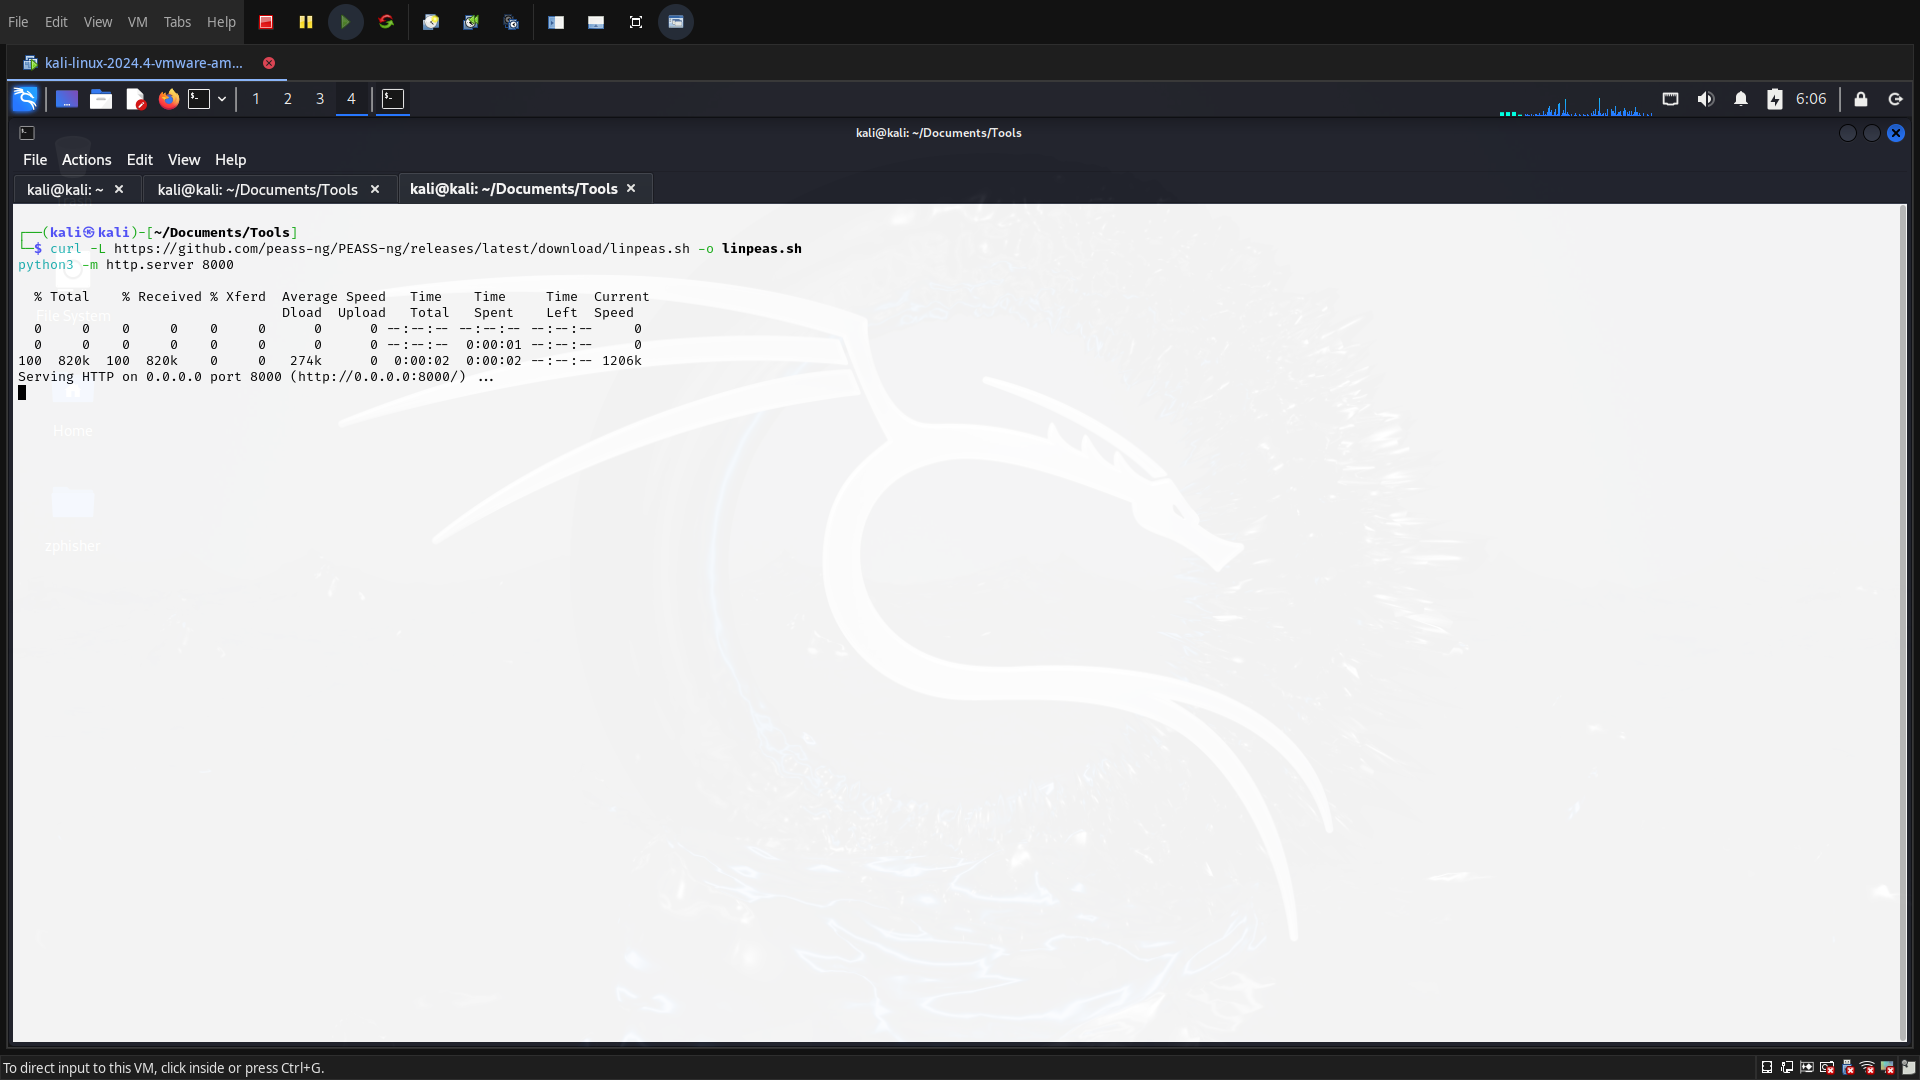 File Edit View VM Tabs Help
kali-linux-2024.4-vmware-am...
1 2 3 4 6:06
kali@kali: ~/Documents/Tools
File Actions Edit View Help
kali@kali: ~ × kali@kali: ~/Documents/Tools × kali@kali: ~/Documents/Tools ×
┌──(kali㉿kali)-[~/Documents/Tools]
└─$ curl -L https://github.com/peass-ng/PEASS-ng/releases/latest/download/linpeas.sh -o linpeas.sh
python3 -m http.server 8000
% Total % Received % Xferd Average Speed Time Time Time Current
Dload Upload Total Spent Left Speed
0 0 0 0 0 0 0 0 --:--:-- --:--:-- --:--:-- 0
0 0 0 0 0 0 0 0 --:--:-- 0:00:01 --:--:-- 0
100 820k 100 820k 0 0 274k 0 0:00:02 0:00:02 --:--:-- 1206k
Serving HTTP on 0.0.0.0 port 8000 (http://0.0.0.0:8000/) ...
File System
Home
zphisher
To direct input to this VM, click inside or press Ctrl+G.